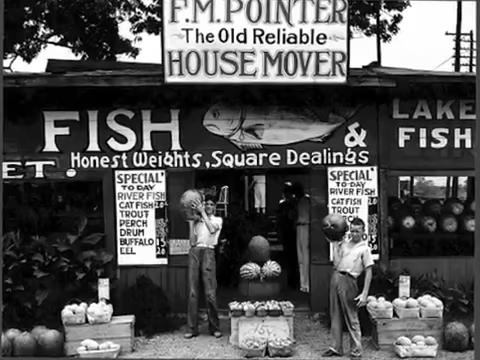 F.M. POINTER
The Old Reliable
HOUSE MOVER
FISH &
LAKE
FISH
ET.
Honest Weights, Square Dealings
SPECIAL
TO-DAY
RIVER FISH
CAT FISH
TROUT
PERCH
DRUM
BUFFALO
EEL
SPECIAL
TO-DAY
RIVER FISH
CAT FISH
TROUT
15¢